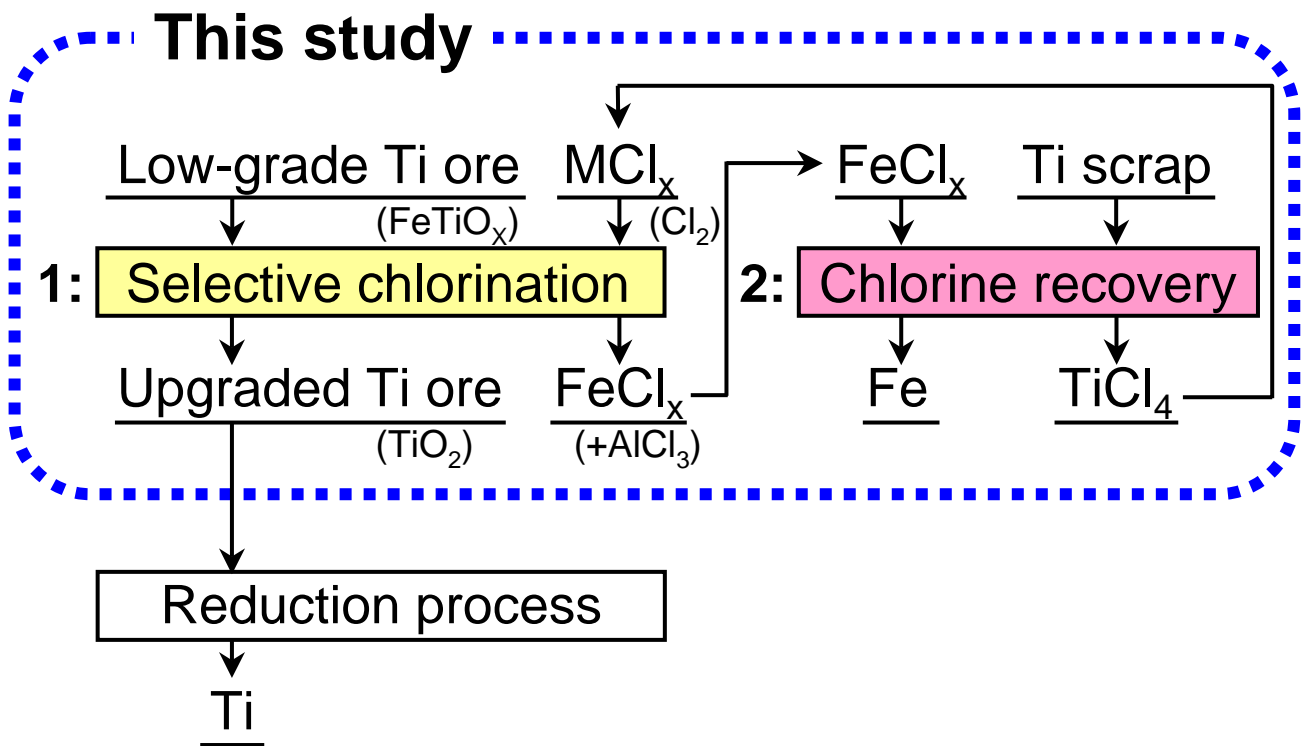 This study
Low-grade Ti ore
(FeTiOX)
MClx
(Cl2)
FeClx
Ti scrap
1: Selective chlorination
2: Chlorine recovery
Upgraded Ti ore
(TiO2)
FeClx
(+AlCl3)
Fe
TiCl4
Reduction process
Ti